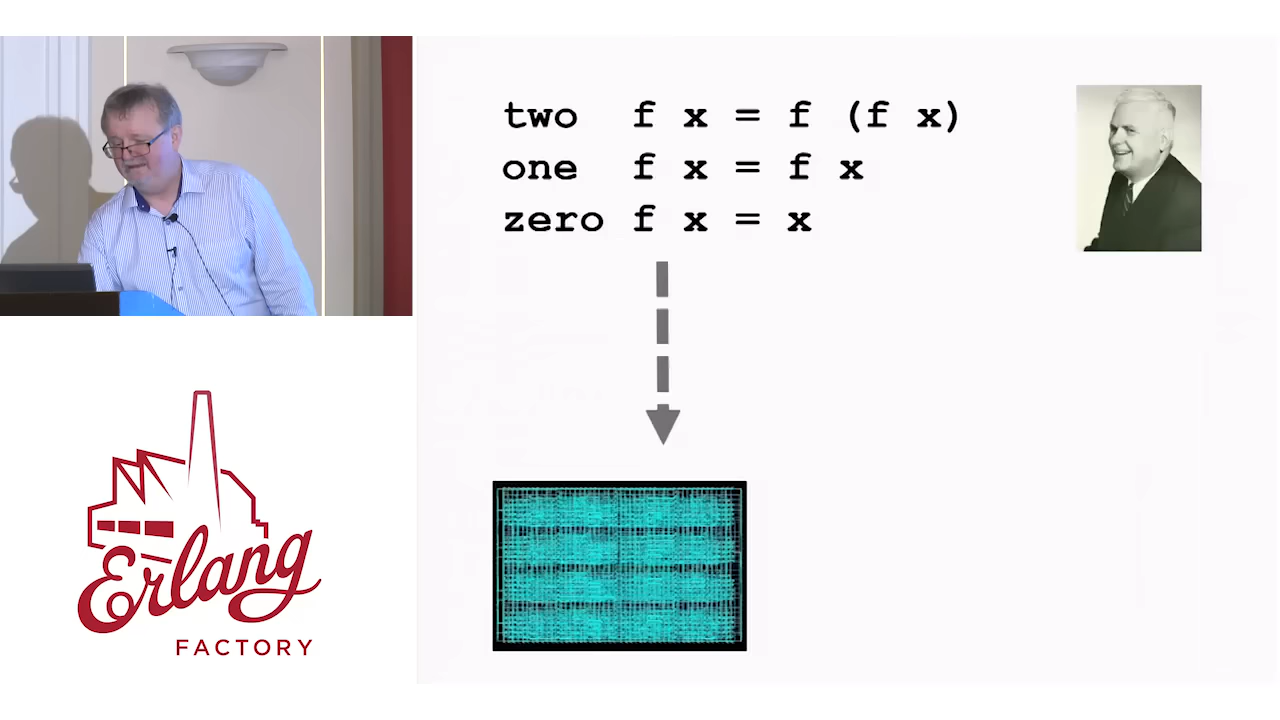 two f x = f (f x)
one f x = f x
zero f x = x
Erlang
FACTORY